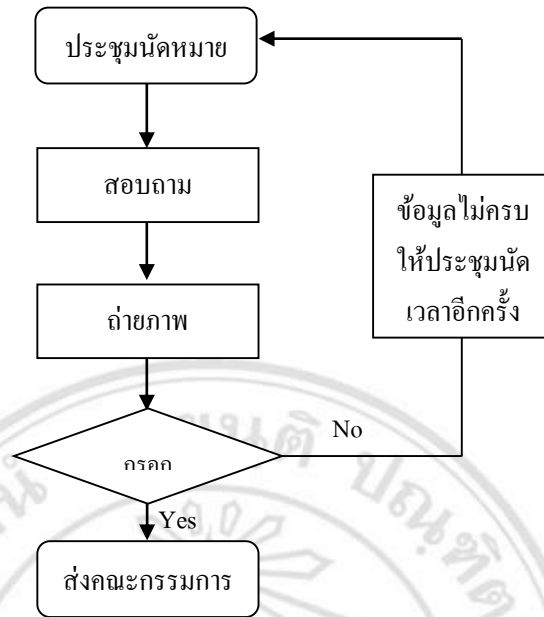 ประชุมนัดหมาย
สอบถาม
ข้อมูลไม่ครบ
ให้ประชุมนัด
เวลาอีกครั้ง
ถ่ายภาพ
No
กรอก
Yes
ส่งคณะกรรมการ